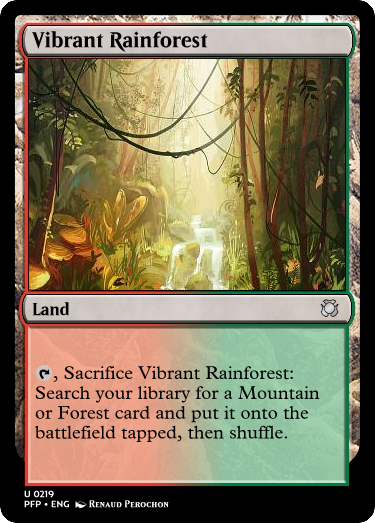 Vibrant Rainforest
Land
, Sacrifice Vibrant Rainforest:
Search your library for a Mountain
or Forest card and put it onto the
battlefield tapped, then shuffle.
U 0219
PFP • ENG Renaud Perochon